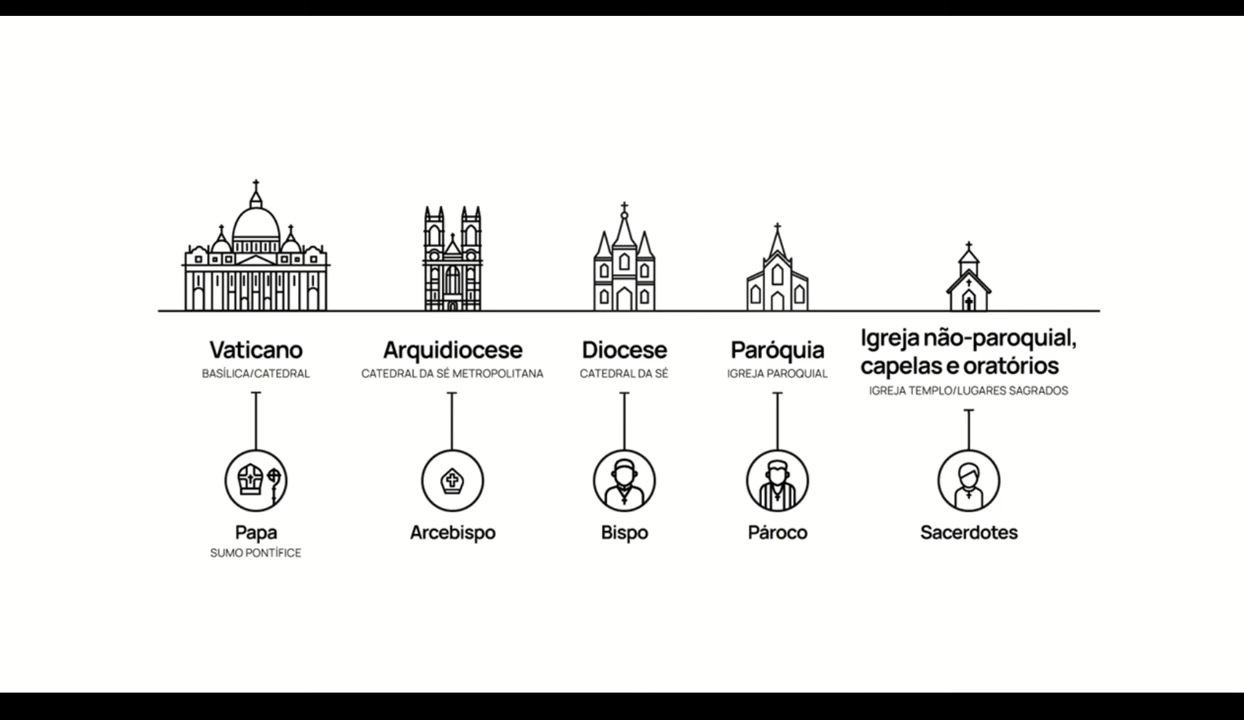 Vaticano
BASÍLICA/CATEDRAL
Arquidiocese
CATEDRAL DA SÉ METROPOLITANA
Diocese
CATEDRAL DA SÉ
Paróquia
IGREJA PAROQUIAL
Igreja não-paroquial,
capelas e oratórios
IGREJA TEMPLO/LUGARES SAGRADOS
Papa
SUMO PONTÍFICE
Arcebispo
Bispo
Pároco
Sacerdotes